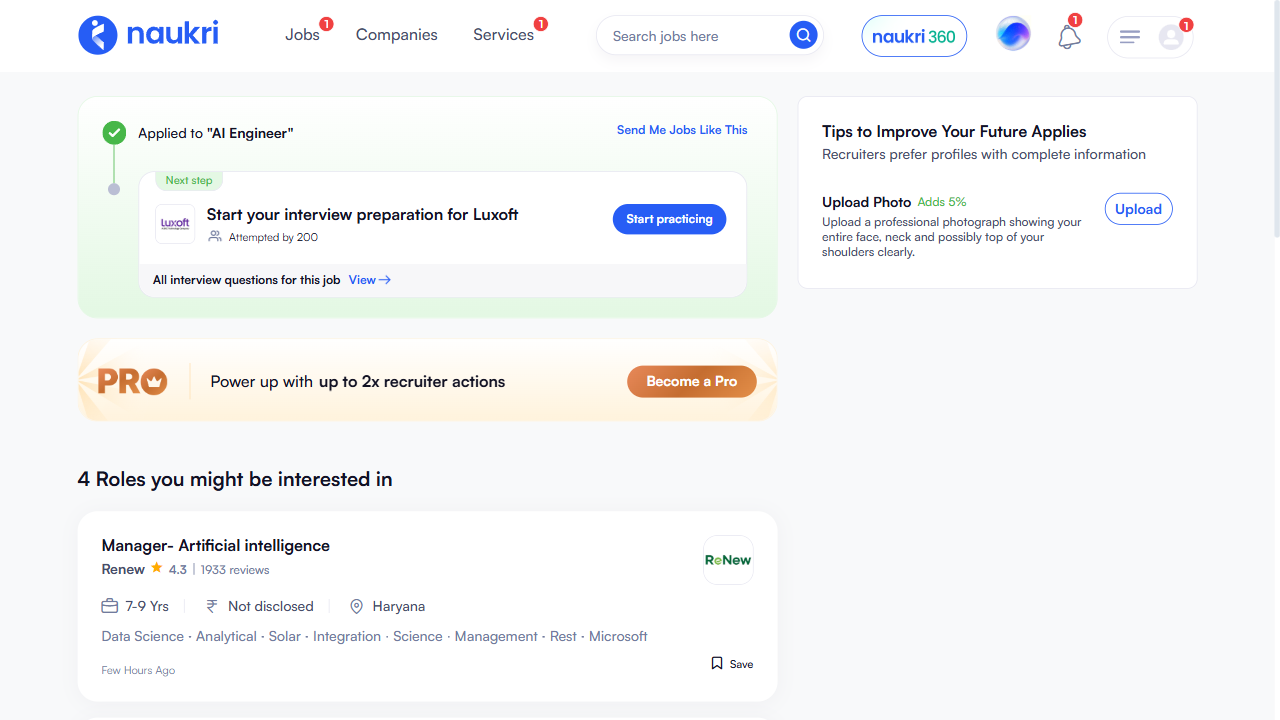 naukri
Jobs 1
Companies
Services 1
Search jobs here
naukri 360
1
1
Applied to "AI Engineer"
Send Me Jobs Like This
Next step
Luxoft
Start your interview preparation for Luxoft
Attempted by 200
Start practicing
All interview questions for this job View
PRO
Power up with up to 2x recruiter actions
Become a Pro
Tips to Improve Your Future Applies
Recruiters prefer profiles with complete information
Upload Photo Adds 5%
Upload a professional photograph showing your
entire face, neck and possibly top of your
shoulders clearly.
Upload
4 Roles you might be interested in
Manager- Artificial intelligence
Renew 4.3 | 1933 reviews
ReNew
7-9 Yrs
₹ Not disclosed
Haryana
Data Science · Analytical · Solar · Integration · Science · Management · Rest · Microsoft
Few Hours Ago
Save